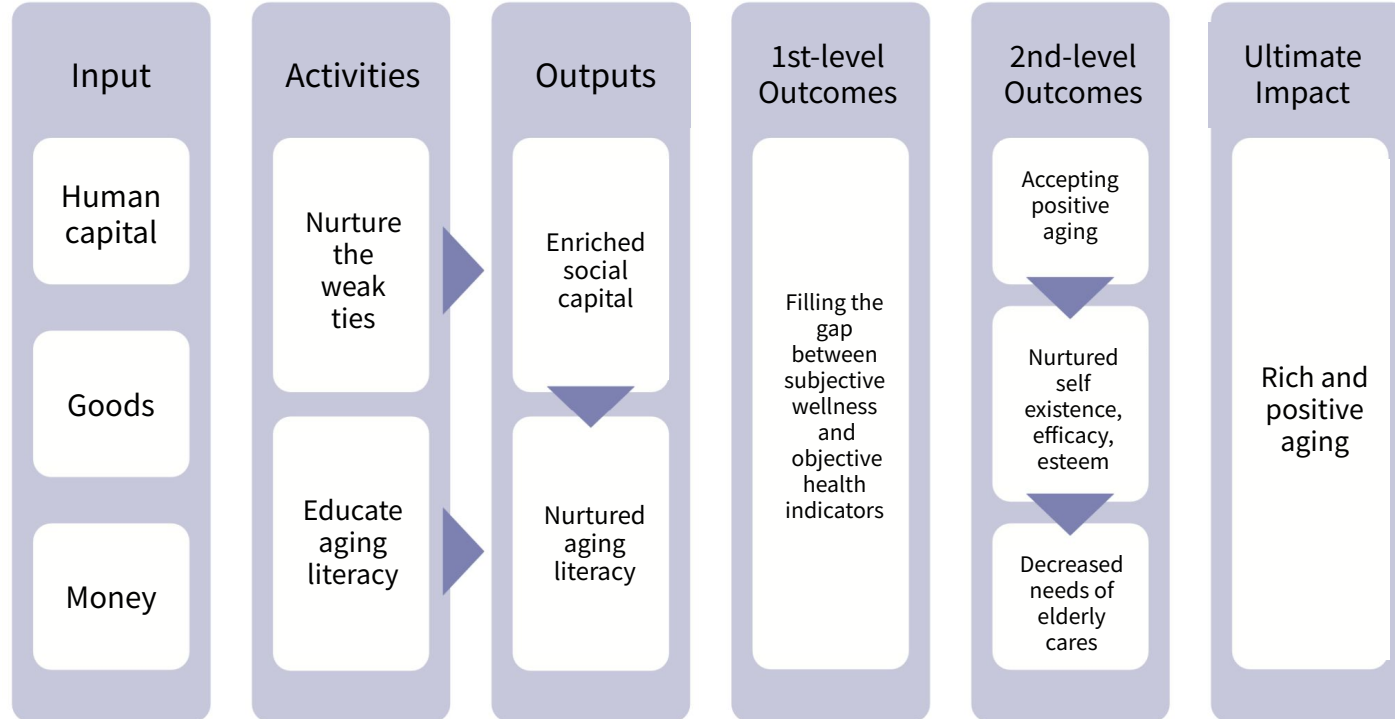 Input
Human
capital
Goods
Money
Activities
Nurture
the
weak
ties
Educate
aging
literacy
Outputs
Enriched
social
capital
Nurtured
aging
literacy
1st-level
Outcomes
Filling the
gap
between
subjective
wellness
and
objective
health
indicators
2nd-level
Outcomes
Accepting
positive
aging
Nurtured
self
existence,
efficacy,
esteem
Decreased
needs of
elderly
cares
Ultimate
Impact
Rich and
positive
aging